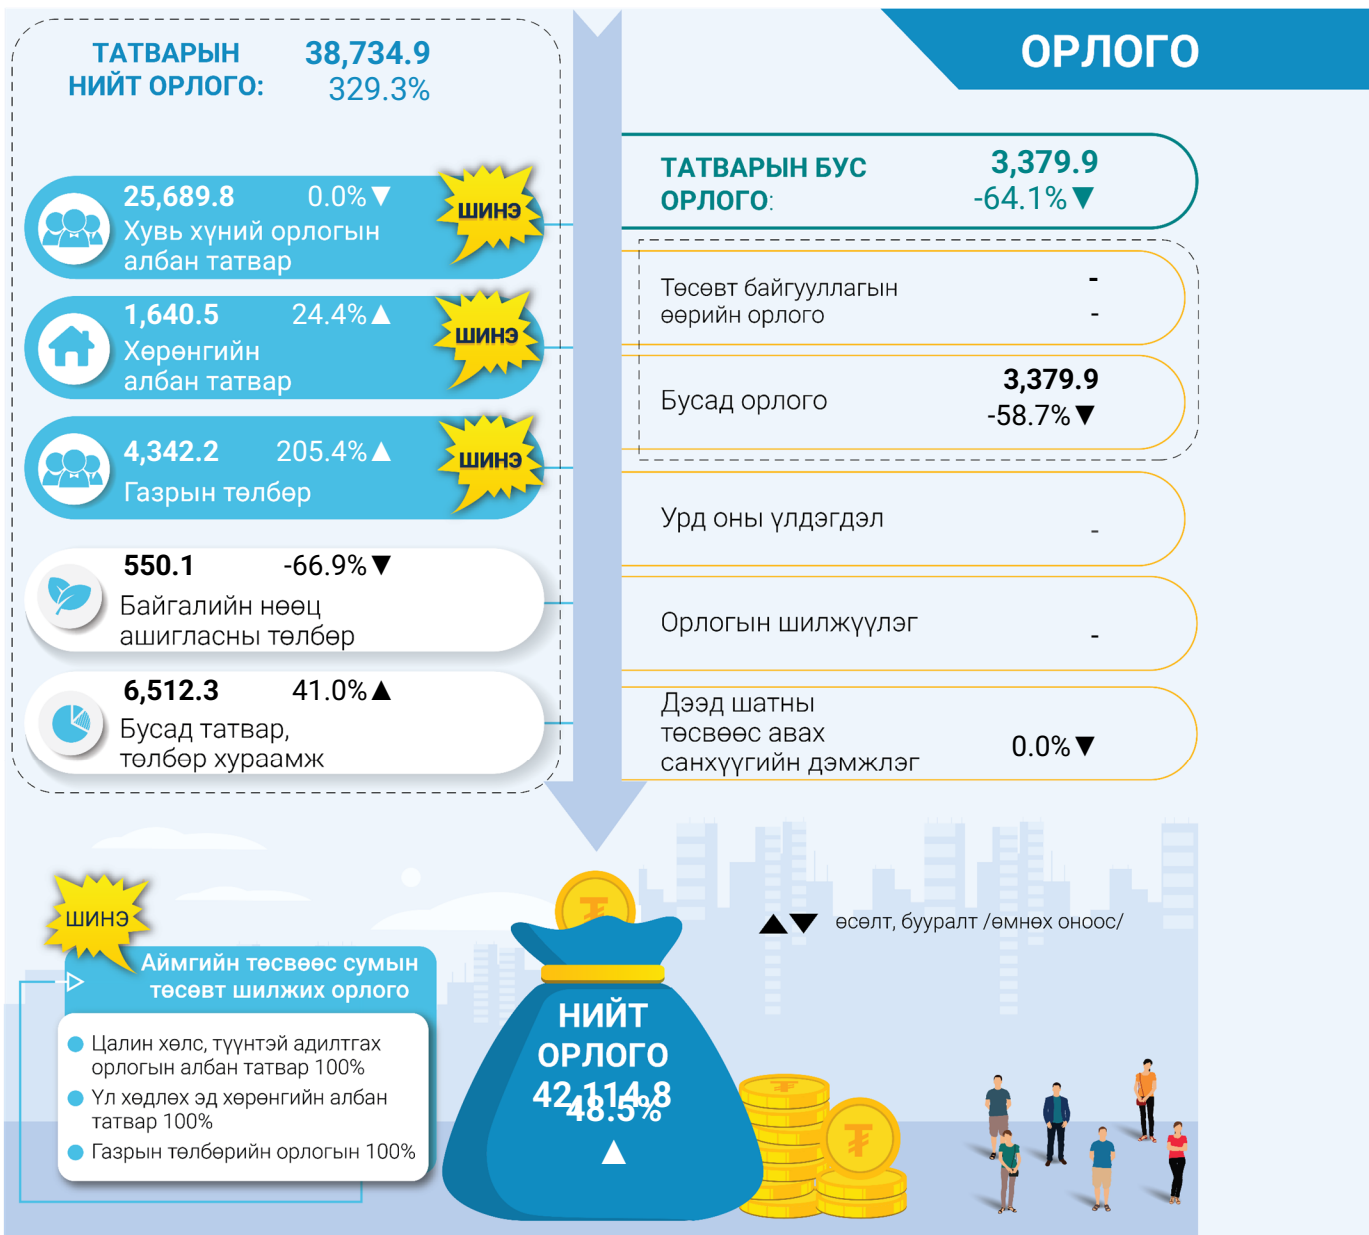 ОРЛОГО
ТАТВАРЫН
НИЙТ ОРЛОГО:
38,734.9
329.3%
25,689.8 0.0%▼
Хувь хүний орлогын
албан татвар
ШИНЭ
1,640.5 24.4%▲
Хөрөнгийн
албан татвар
ШИНЭ
4,342.2 205.4%▲
Газрын төлбөр
ШИНЭ
550.1 -66.9%▼
Байгалийн нөөц
ашигласны төлбөр
6,512.3 41.0%▲
Бусад татвар,
төлбөр хураамж
ТАТВАРЫН БУС
ОРЛОГО:
3,379.9
-64.1%▼
Төсөвт байгууллагын
өөрийн орлого
-
-
Бусад орлого
3,379.9
-58.7%▼
Урд оны үлдэгдэл
-
Орлогын шилжүүлэг
-
Дээд шатны
төсвөөс авах
санхүүгийн дэмжлэг
0.0%▼
▲▼ өсөлт, бууралт /өмнөх оноос/
ШИНЭ
Аймгийн төсвөөс сумын
төсөвт шилжих орлого
Цалин хөлс, түүнтэй адилтгах
орлогын албан татвар 100%
Үл хөдлөх эд хөрөнгийн албан
татвар 100%
Газрын төлбөрийн орлогын 100%
₮
НИЙТ
ОРЛОГО
42,114.8
48.5%
▲
₮